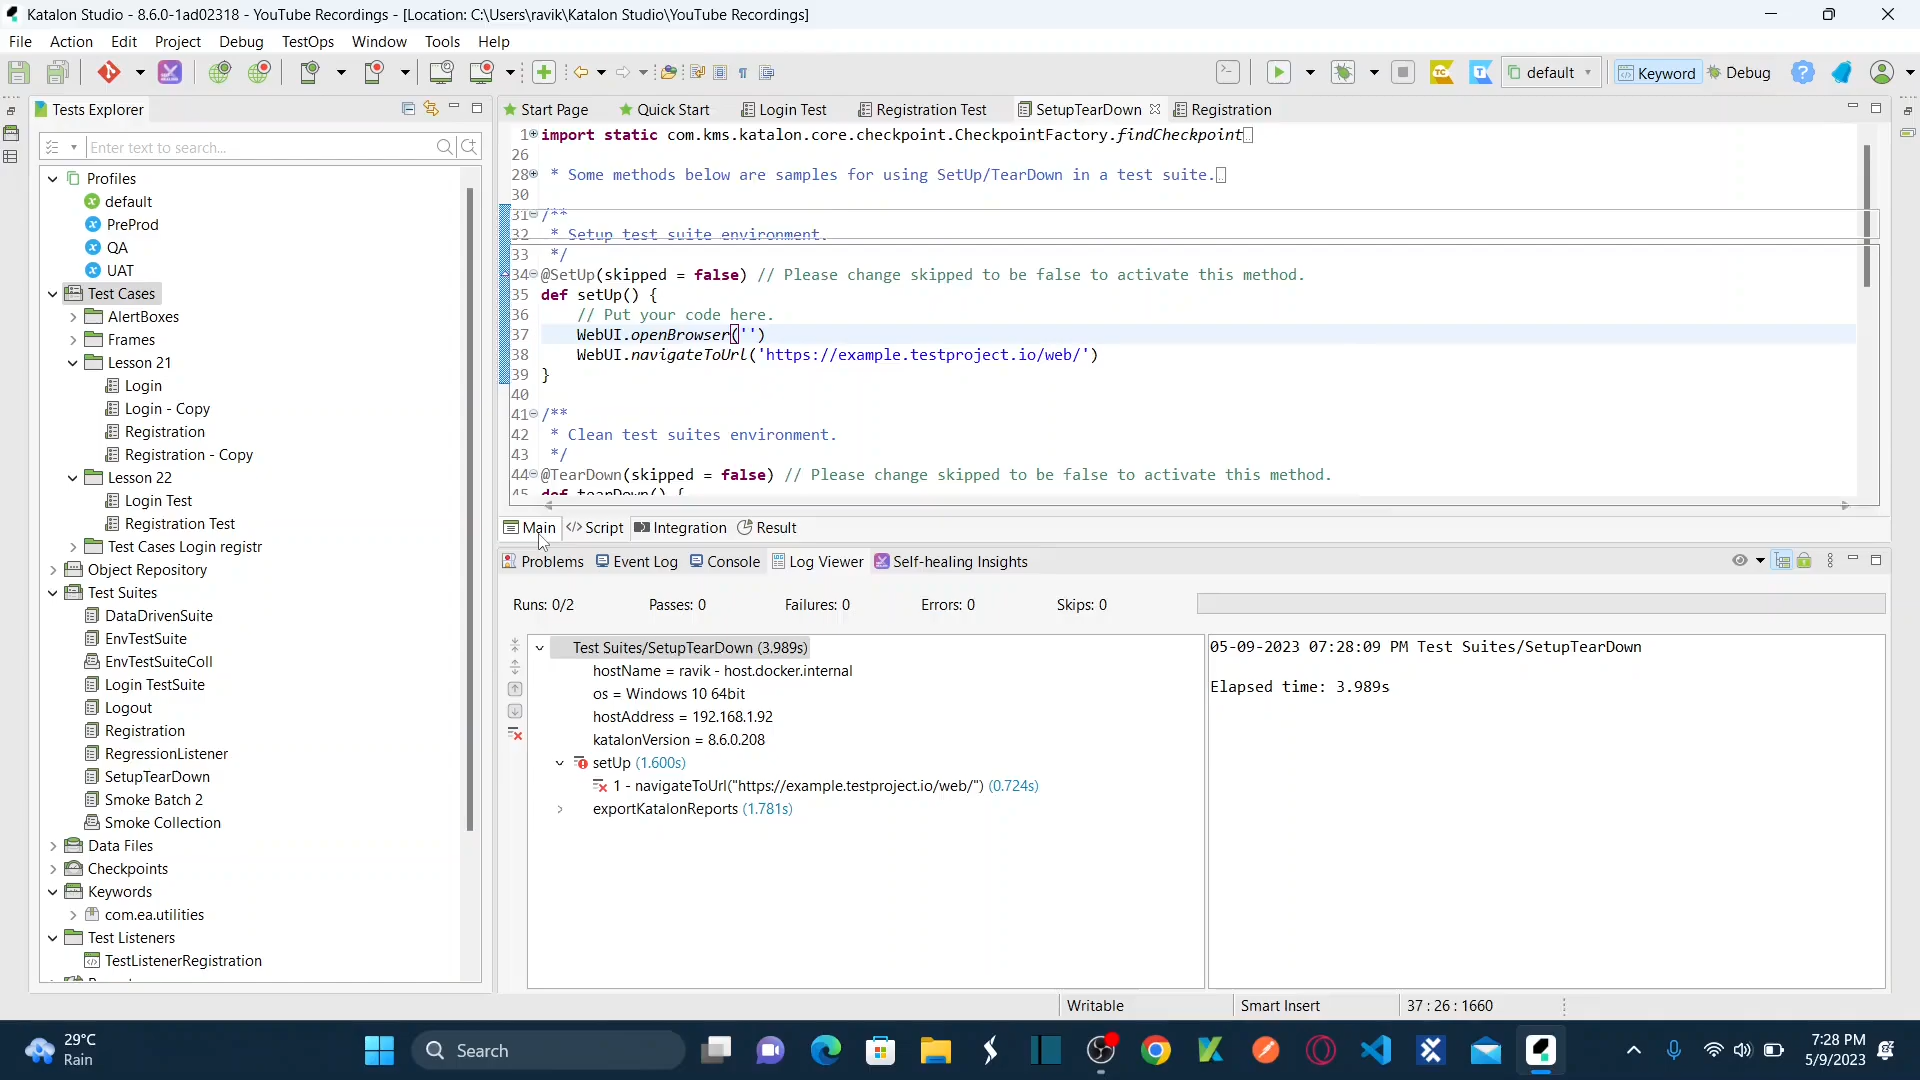 Katalon Studio - 8.6.0-1ad02318 - YouTube Recordings - [Location: C:\Users\ravik\Katalon Studio\YouTube Recordings]
File Action Edit Project Debug TestOps Window Tools Help
default Keyword Debug
Tests Explorer
Enter text to search...
Profiles
default
PreProd
QA
UAT
Test Cases
AlertBoxes
Frames
Lesson 21
Login
Login - Copy
Registration
Registration - Copy
Lesson 22
Login Test
Registration Test
Test Cases Login registr
Object Repository
Test Suites
DataDrivenSuite
EnvTestSuite
EnvTestSuiteColl
Login TestSuite
Logout
Registration
RegressionListener
SetupTearDown
Smoke Batch 2
Smoke Collection
Data Files
Checkpoints
Keywords
com.ea.utilities
Test Listeners
TestListenerRegistration
Start Page Quick Start Login Test Registration Test SetupTearDown Registration
1 import static com.kms.katalon.core.checkpoint.CheckpointFactory.findCheckpoint
26
28 * Some methods below are samples for using SetUp/TearDown in a test suite.
30
31 /**
32 * Setup test suite environment.
33 */
34 @SetUp(skipped = false) // Please change skipped to be false to activate this method.
35 def setUp() {
36 // Put your code here.
37 WebUI.openBrowser('')
38 WebUI.navigateToUrl('https://example.testproject.io/web/')
39 }
40
41 /**
42 * Clean test suites environment.
43 */
44 @TearDown(skipped = false) // Please change skipped to be false to activate this method.
45 def tearDown() {
Main Script Integration Result
Problems Event Log Console Log Viewer Self-healing Insights
Runs: 0/2 Passes: 0 Failures: 0 Errors: 0 Skips: 0
Test Suites/SetupTearDown (3.989s)
hostName = ravik - host.docker.internal
os = Windows 10 64bit
hostAddress = 192.168.1.92
katalonVersion = 8.6.0.208
setUp (1.600s)
1 - navigateToUrl("https://example.testproject.io/web/") (0.724s)
exportKatalonReports (1.781s)
05-09-2023 07:28:09 PM Test Suites/SetupTearDown
Elapsed time: 3.989s
Writable Smart Insert 37 : 26 : 1660
29°C
Rain
Search
7:28 PM
5/9/2023